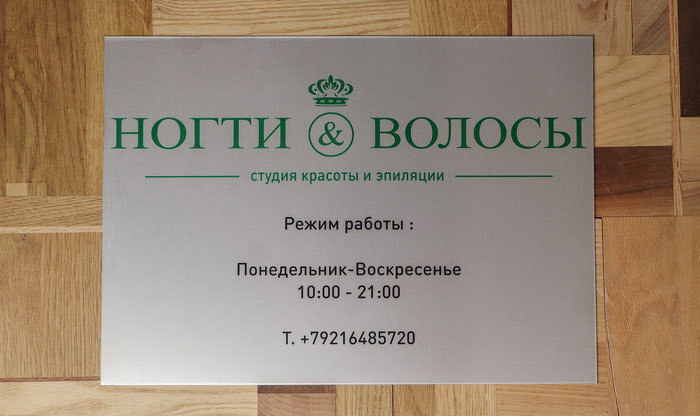 НОГТИ & ВОЛОСЫ
студия красоты и эпиляции
Режим работы :
Понедельник-Воскресенье
10:00 - 21:00
Т. +79216485720